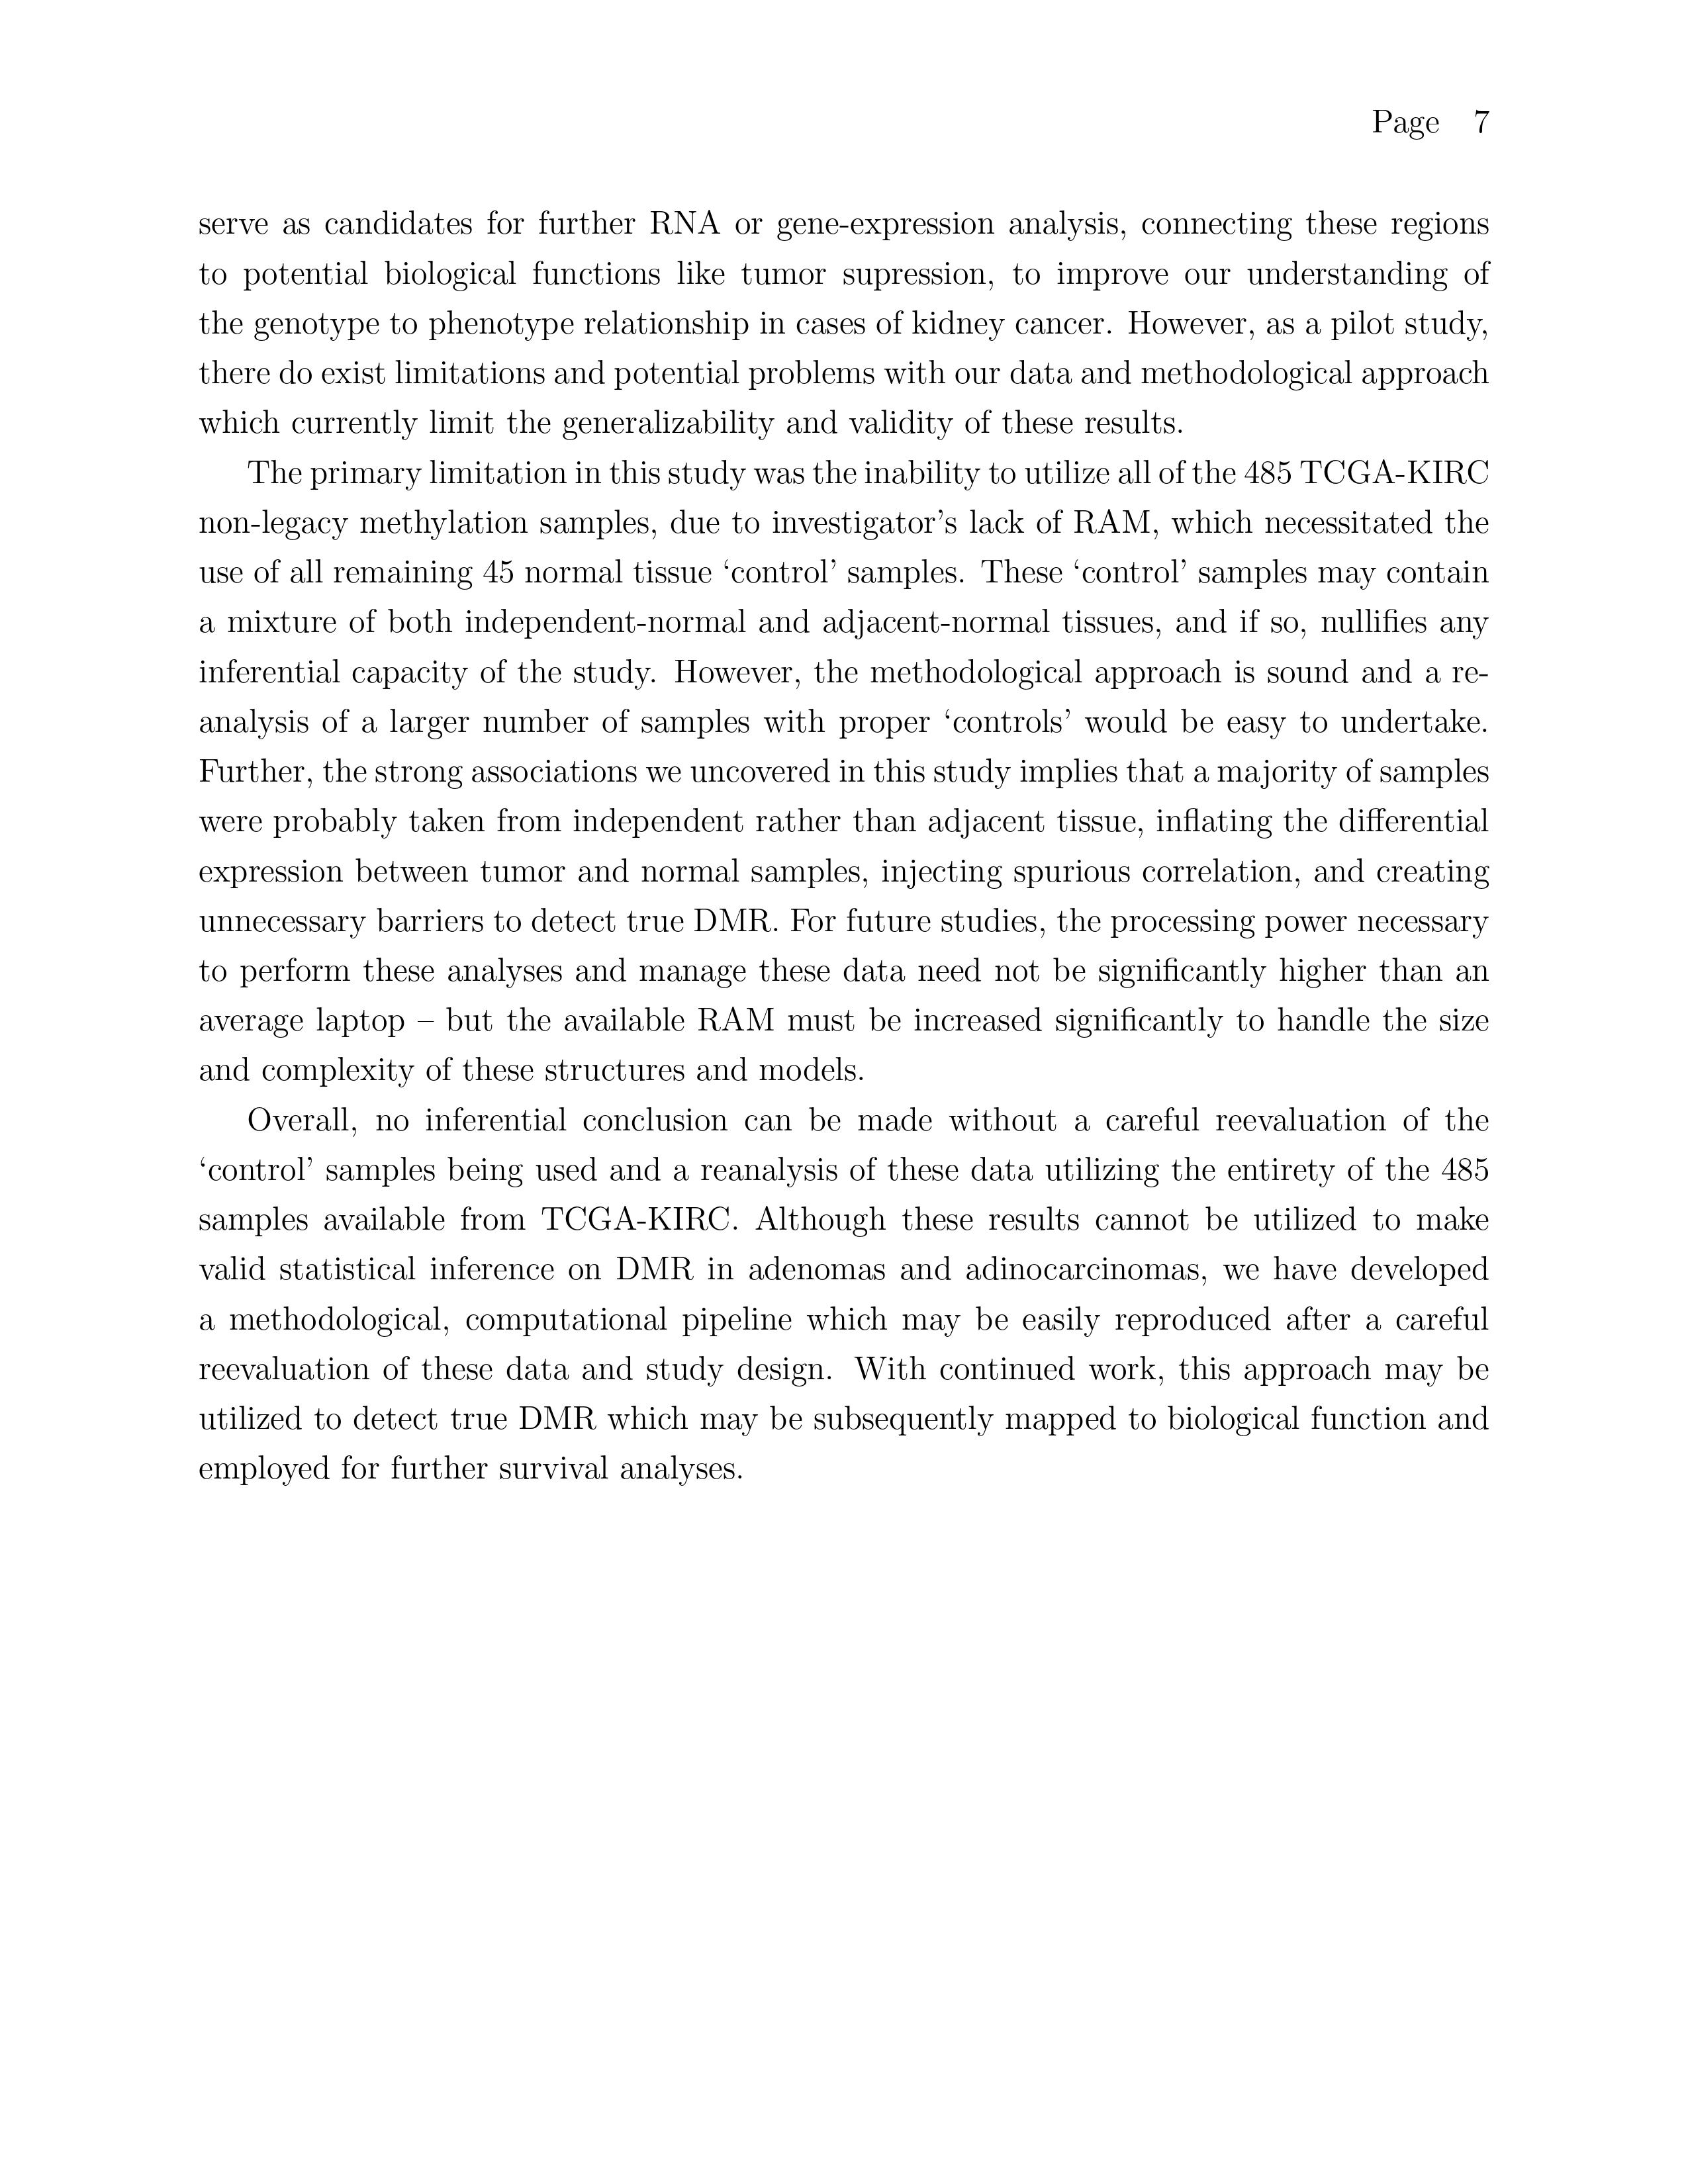 Page 7
serve as candidates for further RNA or gene-expression analysis, connecting these regions
to potential biological functions like tumor supression, to improve our understanding of
the genotype to phenotype relationship in cases of kidney cancer. However, as a pilot study,
there do exist limitations and potential problems with our data and methodological approach
which currently limit the generalizability and validity of these results.
The primary limitation in this study was the inability to utilize all of the 485 TCGA-KIRC
non-legacy methylation samples, due to investigator's lack of RAM, which necessitated the
use of all remaining 45 normal tissue ‘control’ samples. These ‘control’ samples may contain
a mixture of both independent-normal and adjacent-normal tissues, and if so, nullifies any
inferential capacity of the study. However, the methodological approach is sound and a re-
analysis of a larger number of samples with proper ‘controls’ would be easy to undertake.
Further, the strong associations we uncovered in this study implies that a majority of samples
were probably taken from independent rather than adjacent tissue, inflating the differential
expression between tumor and normal samples, injecting spurious correlation, and creating
unnecessary barriers to detect true DMR. For future studies, the processing power necessary
to perform these analyses and manage these data need not be significantly higher than an
average laptop – but the available RAM must be increased significantly to handle the size
and complexity of these structures and models.
Overall, no inferential conclusion can be made without a careful reevaluation of the
‘control’ samples being used and a reanalysis of these data utilizing the entirety of the 485
samples available from TCGA-KIRC. Although these results cannot be utilized to make
valid statistical inference on DMR in adenomas and adinocarcinomas, we have developed
a methodological, computational pipeline which may be easily reproduced after a careful
reevaluation of these data and study design. With continued work, this approach may be
utilized to detect true DMR which may be subsequently mapped to biological function and
employed for further survival analyses.